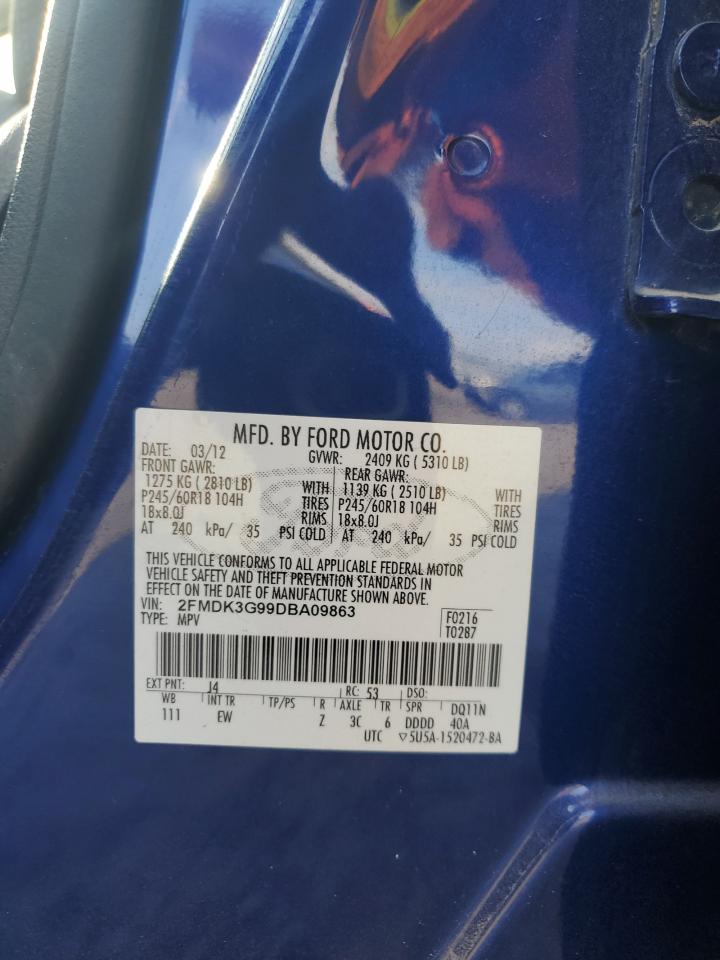 MFD. BY FORD MOTOR CO.
DATE: 03/12 GVWR: 2409 KG ( 5310 LB)
FRONT GAWR: REAR GAWR:
1275 KG ( 2810 LB) WITH 1139 KG ( 2510 LB) WITH
P245/60R18 104H TIRES P245/60R18 104H TIRES
18x8.0J RIMS 18x8.0J RIMS
AT 240 kPa/ 35 PSI COLD AT 240 kPa/ 35 PSI COLD
Ford
THIS VEHICLE CONFORMS TO ALL APPLICABLE FEDERAL MOTOR
VEHICLE SAFETY AND THEFT PREVENTION STANDARDS IN
EFFECT ON THE DATE OF MANUFACTURE SHOWN ABOVE.
VIN: 2FMDK3G99DBA09863
TYPE: MPV
F0216
T0287
EXT PNT: J4 RC: 53 DSO:
WB INT TR TP/PS R AXLE TR SPR DQ11N
111 EW Z 3C 6 DDDD 40A
UTC ▽5U5A-1520472-BA